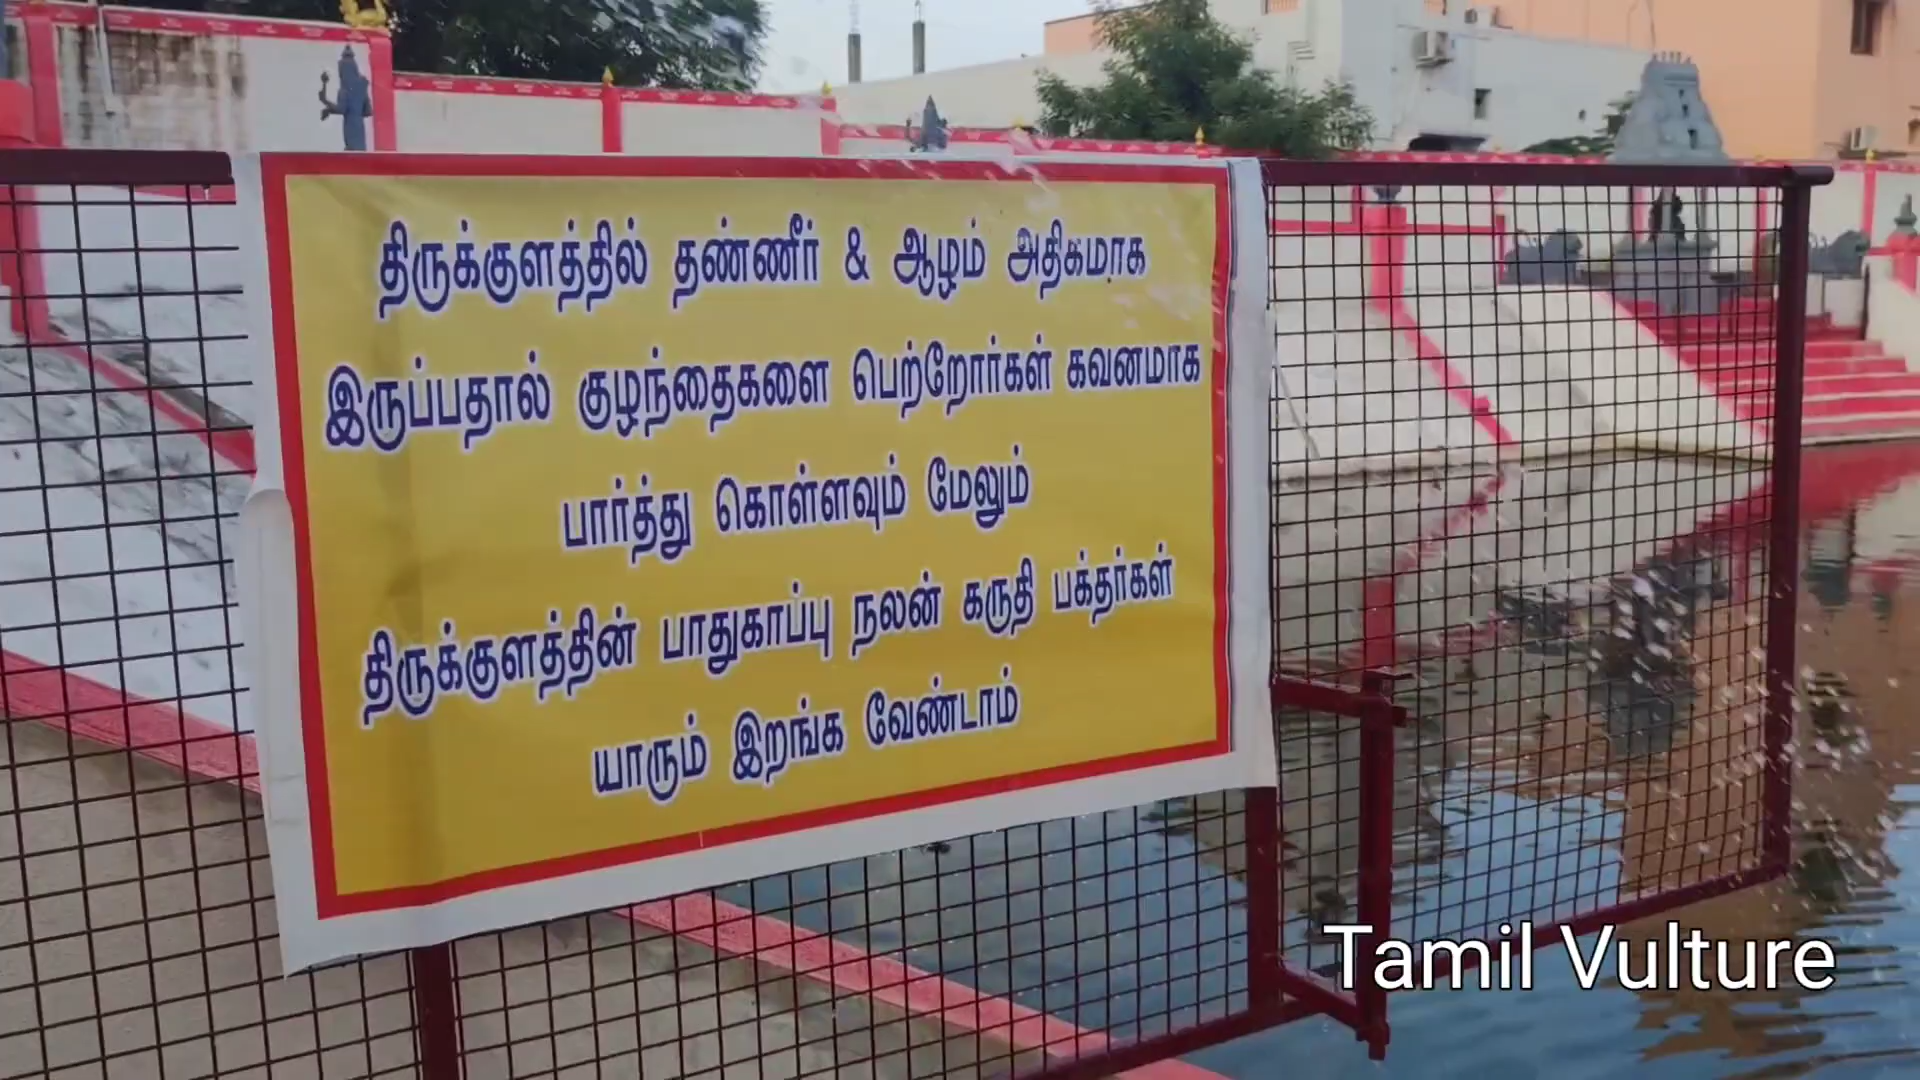 திருக்குளத்தில் தண்ணீர் & ஆழம் அதிகமாக
இருப்பதால் குழந்தைகளை பெற்றோர்கள் கவனமாக
பார்த்து கொள்ளவும் மேலும்
திருக்குளத்தின் பாதுகாப்பு நலன் கருதி பக்தர்கள்
யாரும் இறங்க வேண்டாம்
Tamil Vulture